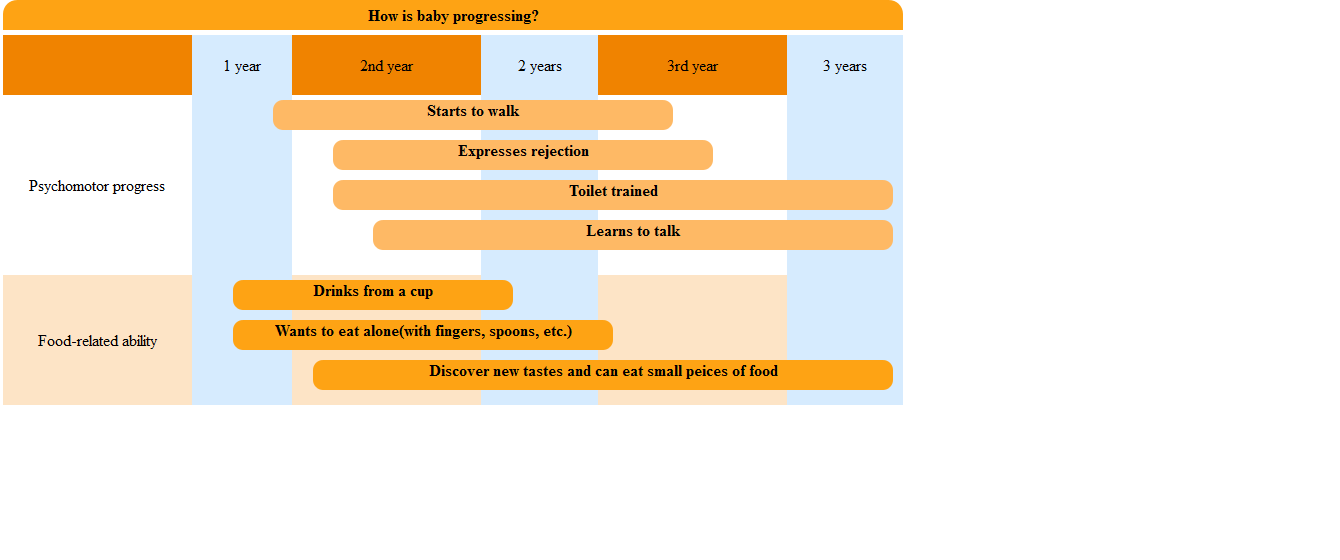 How is baby progressing?
1 year
2nd year
2 years
3rd year
3 years
Psychomotor progress
Starts to walk
Expresses rejection
Toilet trained
Learns to talk
Food-related ability
Drinks from a cup
Wants to eat alone(with fingers, spoons, etc.)
Discover new tastes and can eat small peices of food